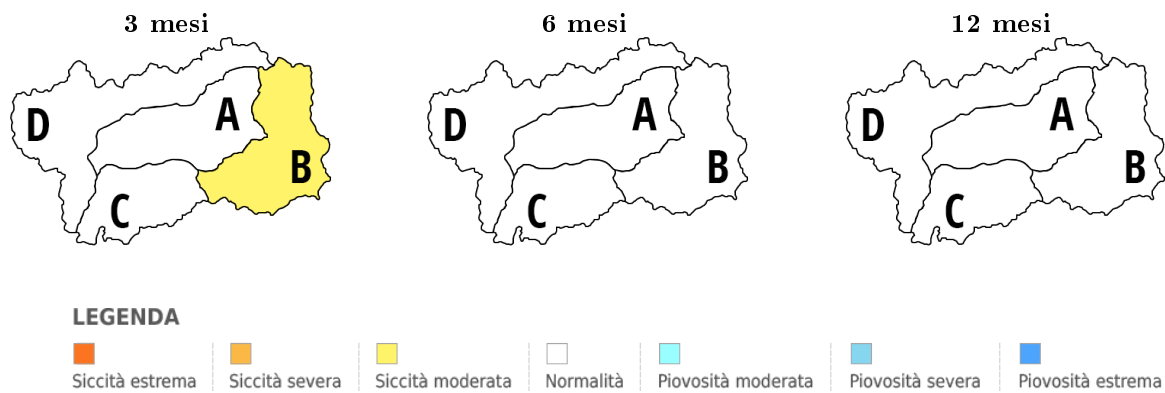 3 mesi
6 mesi
12 mesi
A
D
B
C
A
D
B
C
A
D
B
C
LEGENDA
Siccità estrema
Siccità severa
Siccità moderata
Normalità
Piovosità moderata
Piovosità severa
Piovosità estrema